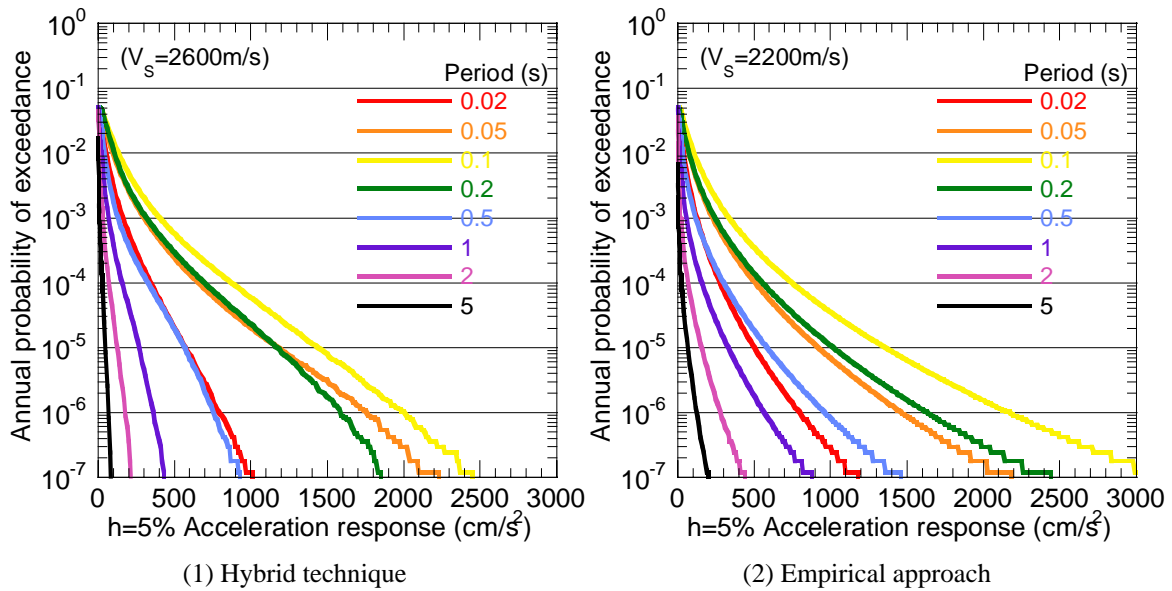 10^0
10^-1
10^-2
10^-3
10^-4
10^-5
10^-6
10^-7
Annual probability of exceedance
(V_S=2600m/s)
Period (s)
0.02
0.05
0.1
0.2
0.5
1
2
5
0 500 1000 1500 2000 2500 3000
h=5% Acceleration response (cm/s^2)
(1) Hybrid technique
10^0
10^-1
10^-2
10^-3
10^-4
10^-5
10^-6
10^-7
Annual probability of exceedance
(V_S=2200m/s)
Period (s)
0.02
0.05
0.1
0.2
0.5
1
2
5
0 500 1000 1500 2000 2500 3000
h=5% Acceleration response (cm/s^2)
(2) Empirical approach